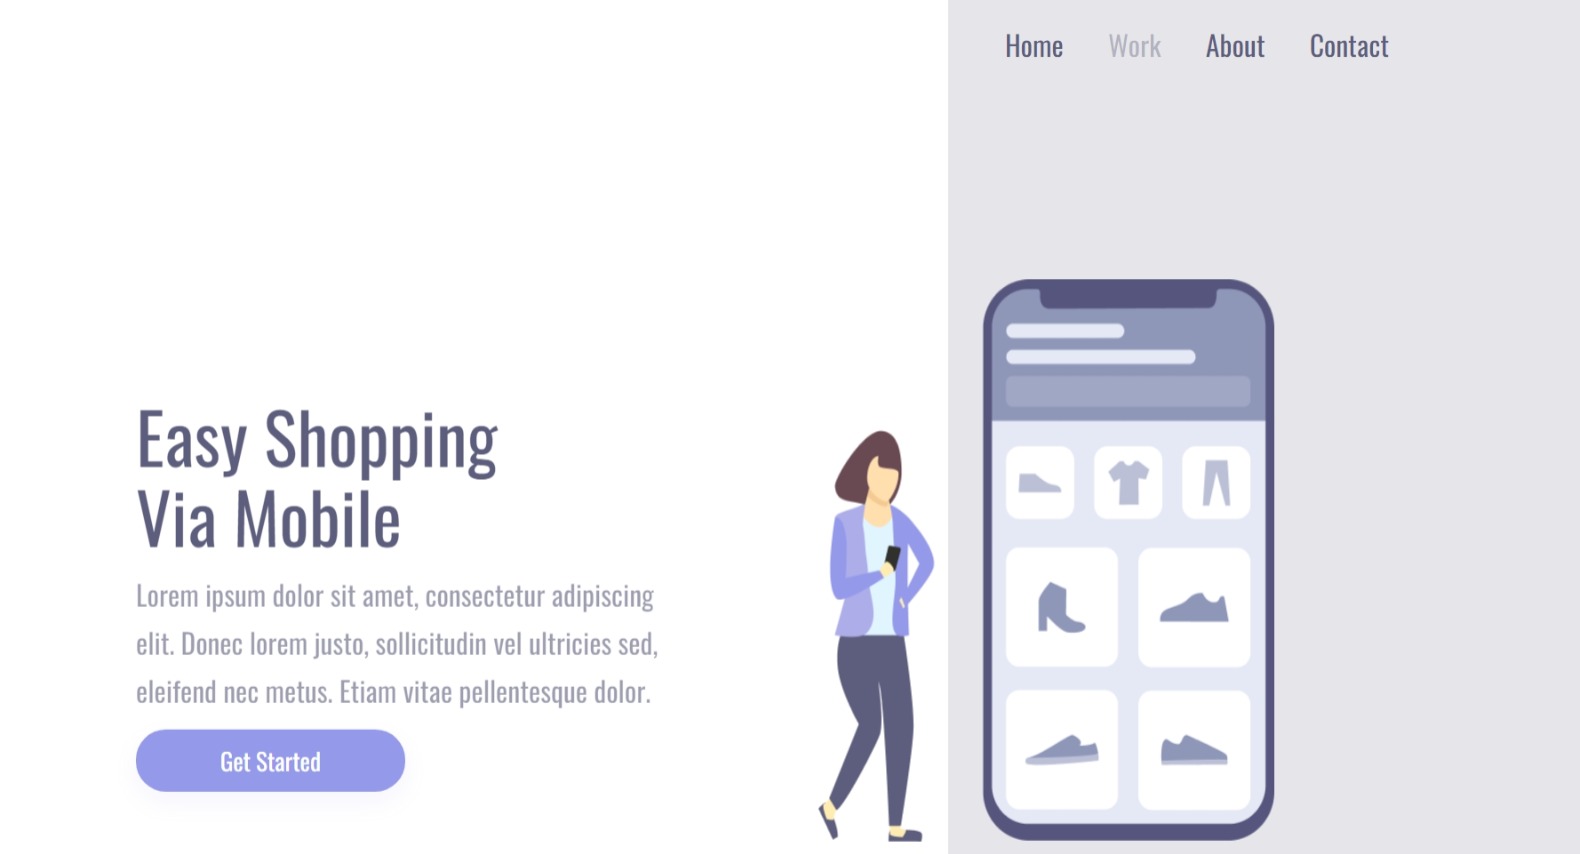 Home Work About Contact
Easy Shopping
Via Mobile
Lorem ipsum dolor sit amet, consectetur adipiscing
elit. Donec lorem justo, sollicitudin vel ultricies sed,
eleifend nec metus. Etiam vitae pellentesque dolor.
Get Started